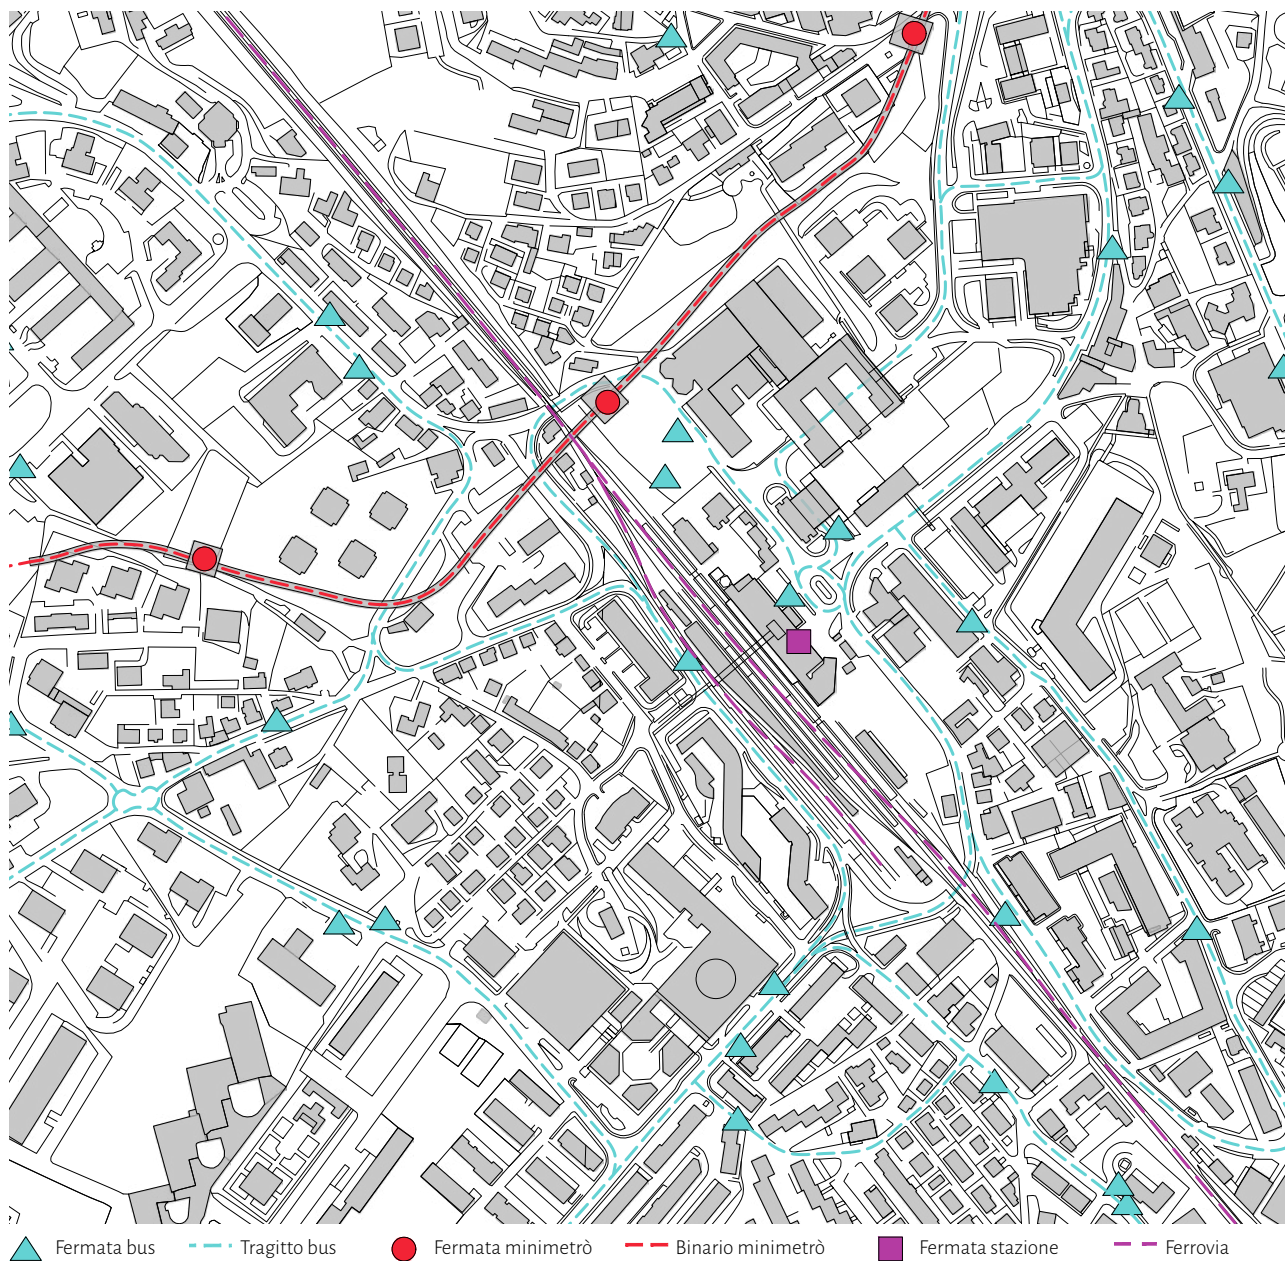 Fermata bus
Tragitto bus
Fermata minimetrò
Binario minimetrò
Fermata stazione
Ferrovia